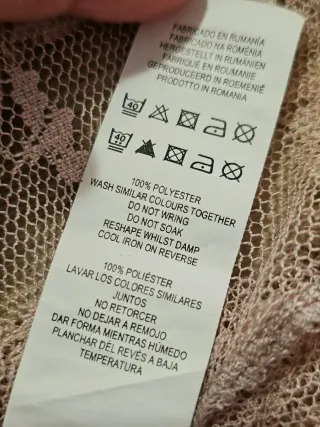 FABRICADO EN RUMANÍA
FABRICADO NA ROMÉNIA
HERGESTELLT IN RUMÄNIEN
FABRIQUÉ EN ROUMANIE
GEPRODUCEERD IN ROEMENIË
PRODOTTO IN ROMANIA
40
40
100% POLYESTER
WASH SIMILAR COLOURS TOGETHER
DO NOT WRING
DO NOT SOAK
RESHAPE WHILST DAMP
COOL IRON ON REVERSE
100% POLIÉSTER
LAVAR LOS COLORES SIMILARES
JUNTOS
NO RETORCER
NO DEJAR A REMOJO
DAR FORMA MIENTRAS HÚMEDO
PLANCHAR DEL REVÉS A BAJA
TEMPERATURA